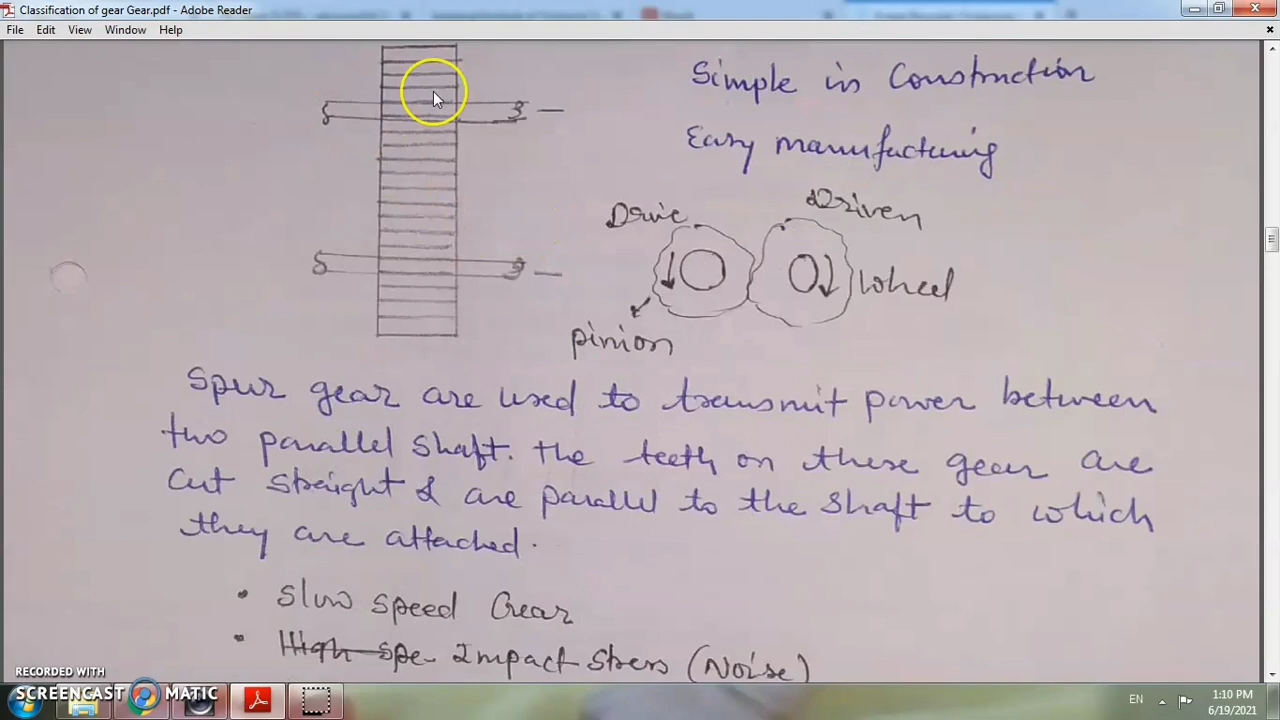 Classification of gear Gear.pdf - Adobe Reader
File Edit View Window Help
Simple in Construction
Easy manufacturing
Drive
Driven
Wheel
pinion
Spur gear are used to transmit power between
two parallel shaft. The teeth on these gear are
Cut streight & are parallel to the shaft to which
they are attached.
• Slow speed Gear
• High spe Impact stress (Noise)
RECORDED WITH
SCREENCAST MATIC
EN
1:10 PM
6/19/2021